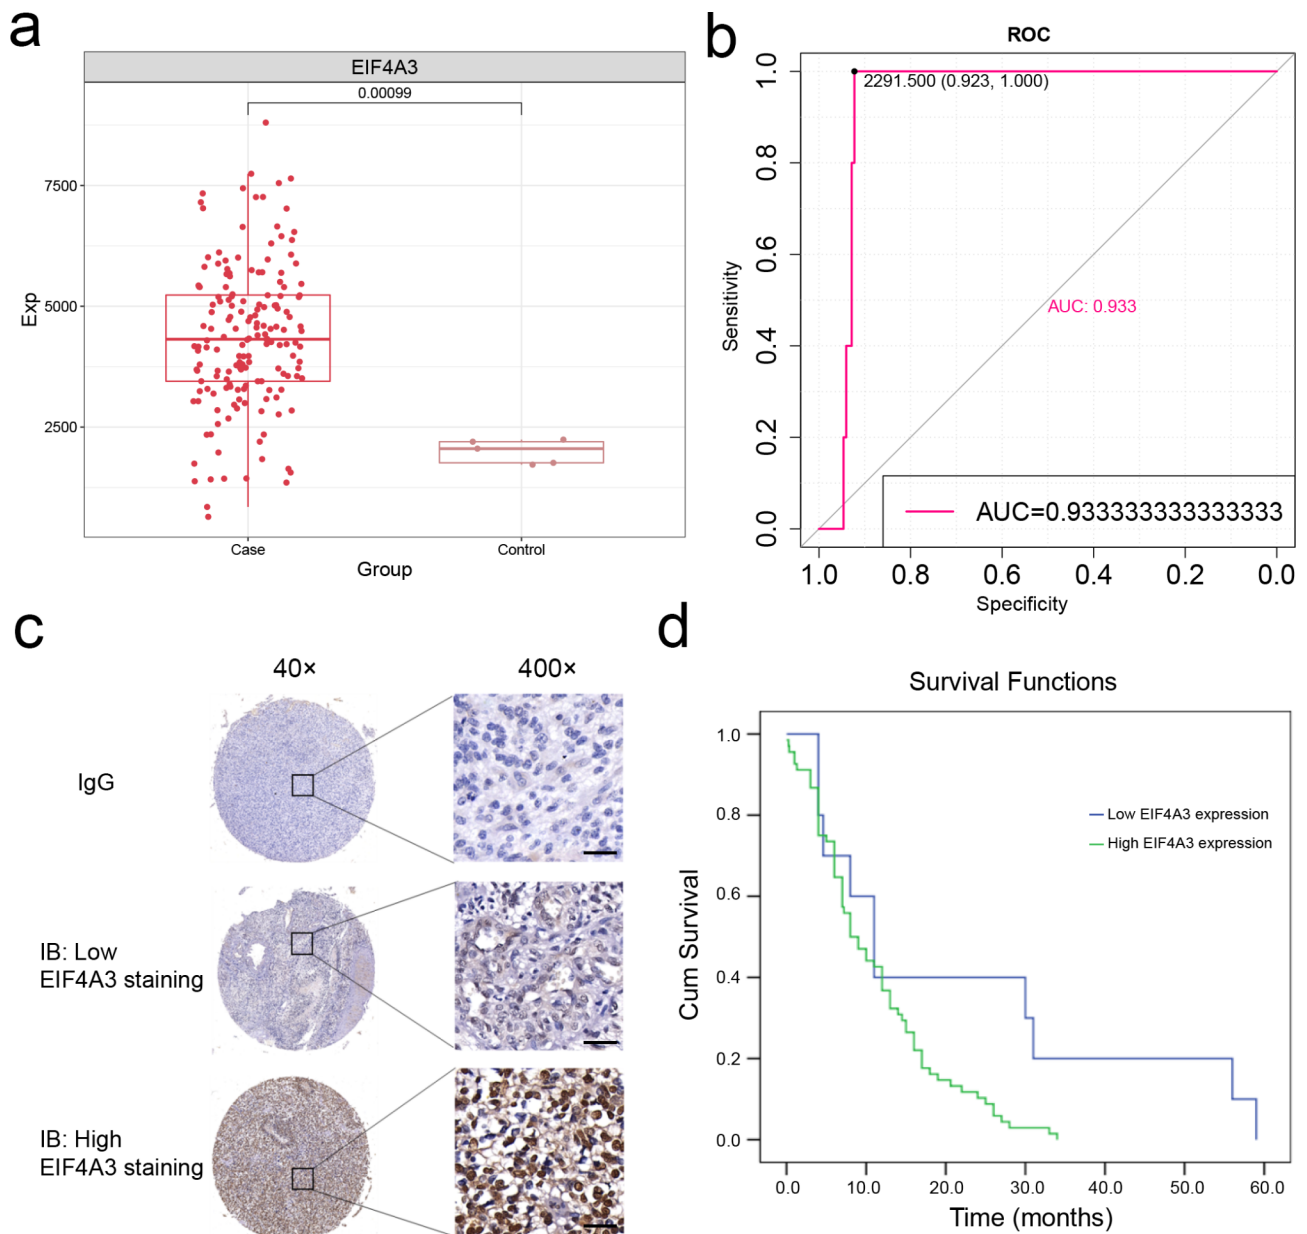 a
EIF4A3
0.00099
7500
5000
2500
Exp
Case
Control
Group
b
ROC
2291.500 (0.923, 1.000)
AUC: 0.933
AUC=0.933333333333333
1.0
0.8
0.6
0.4
0.2
0.0
Sensitivity
1.0 0.8 0.6 0.4 0.2 0.0
Specificity
c
40× 400×
IgG
IB: Low
EIF4A3 staining
IB: High
EIF4A3 staining
d
Survival Functions
Low EIF4A3 expression
High EIF4A3 expression
1.0
0.8
0.6
0.4
0.2
0.0
Cum Survival
0.0 10.0 20.0 30.0 40.0 50.0 60.0
Time (months)